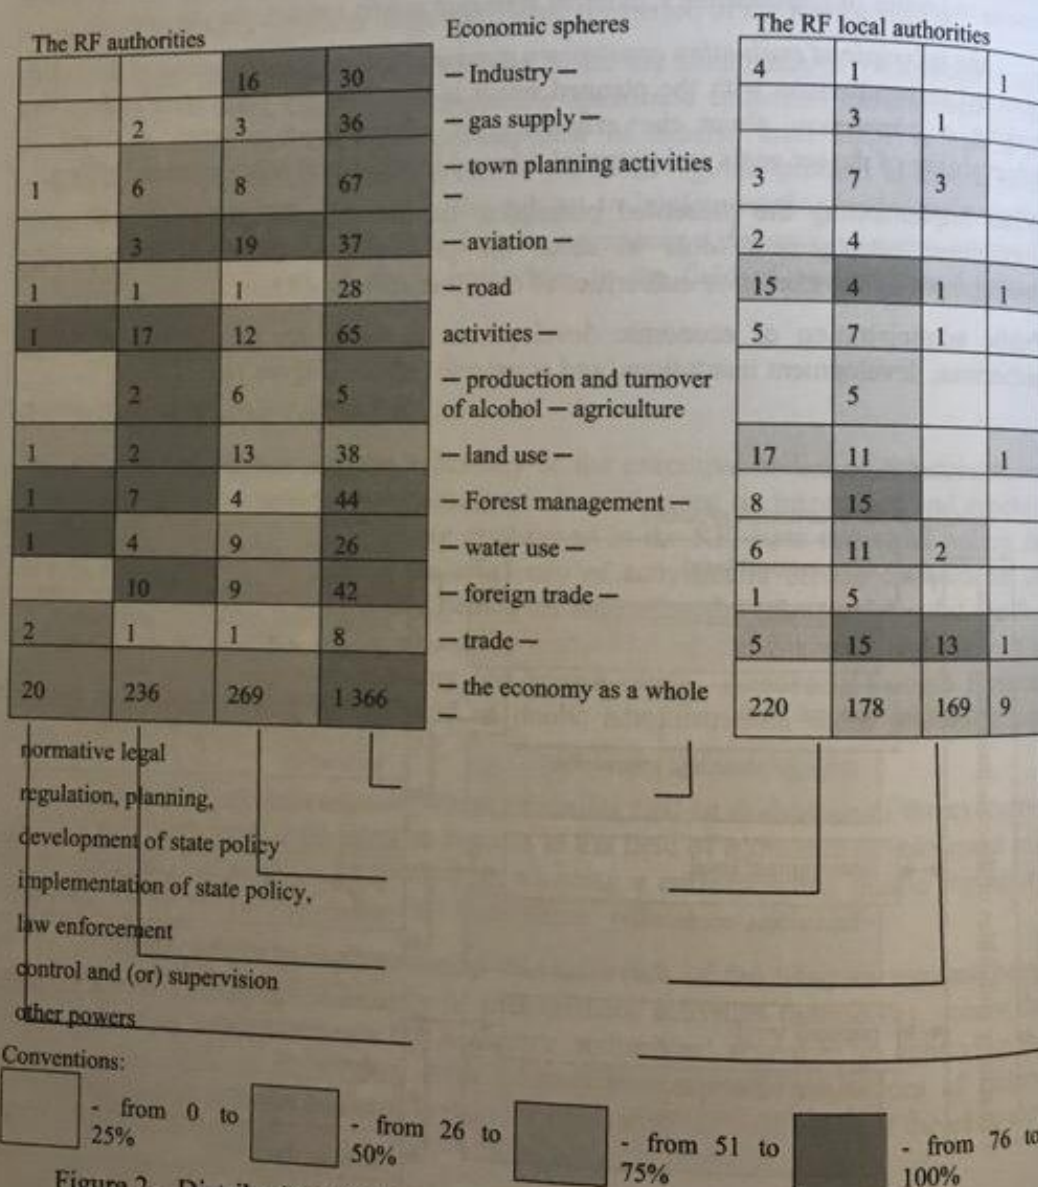 The RF authorities Economic spheres The RF local authorities
16 30 — Industry — 4 1 1
2 3 36 — gas supply — 3 1
1 6 8 67 — town planning activities — 3 7 3
3 19 37 — aviation — 2 4
1 1 1 28 — road 15 4 1 1
1 17 12 65 activities — 5 7 1
2 6 5 — production and turnover
of alcohol — agriculture 5
1 2 13 38 — land use — 17 11 1
1 7 4 44 — Forest management — 8 15
1 4 9 26 — water use — 6 11 2
10 9 42 — foreign trade — 1 5
2 1 1 8 — trade — 5 15 13 1
20 236 269 1 366 — the economy as a whole — 220 178 169 9
normative legal
regulation, planning,
development of state policy
implementation of state policy,
law enforcement
control and (or) supervision
other powers
Conventions:
- from 0 to
25%
- from 26 to
50%
- from 51 to
75%
- from 76 to
100%
Figure 2